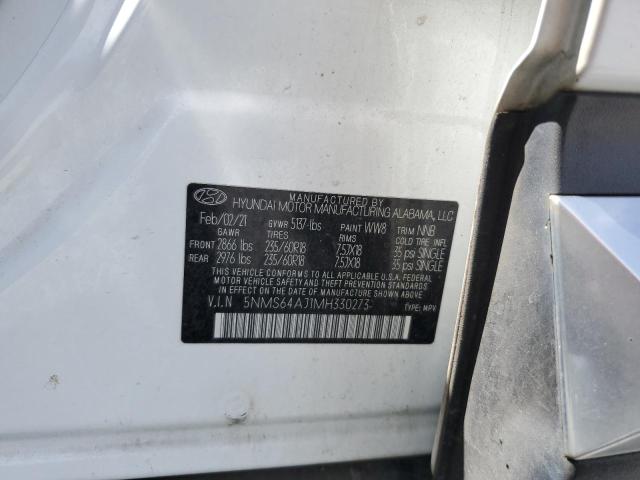 MANUFACTURED BY
HYUNDAI MOTOR MANUFACTURING ALABAMA, LLC
Feb/02/21 GVWR 5137 lbs PAINT WW8 TRIM NNB
GAWR TIRES RIMS COLD TIRE INFL.
FRONT 2866 lbs 235/60R18 7.5JX18 35 psi SINGLE
REAR 2976 lbs 235/60R18 7.5JX18 35 psi SINGLE
THIS VEHICLE CONFORMS TO ALL APPLICABLE U.S. FEDERAL
MOTOR VEHICLE SAFETY, BUMPER, AND THEFT PREVENTION
STANDARDS IN EFFECT ON THE DATE OF MANUFACTURE SHOWN ABOVE.
V.I.N 5NMS64AJ1MH330273 TYPE: MPV